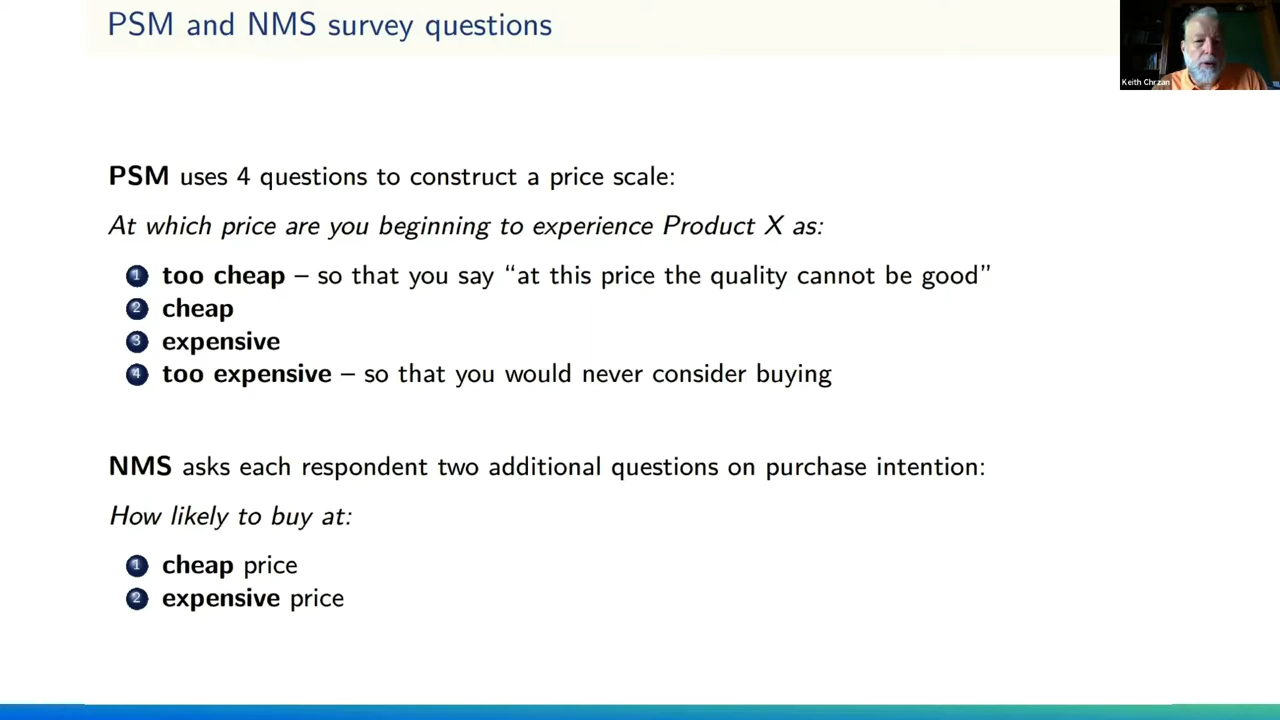 PSM and NMS survey questions
Keith Chrzan
PSM uses 4 questions to construct a price scale:
At which price are you beginning to experience Product X as:
1 too cheap – so that you say “at this price the quality cannot be good”
2 cheap
3 expensive
4 too expensive – so that you would never consider buying
NMS asks each respondent two additional questions on purchase intention:
How likely to buy at:
1 cheap price
2 expensive price